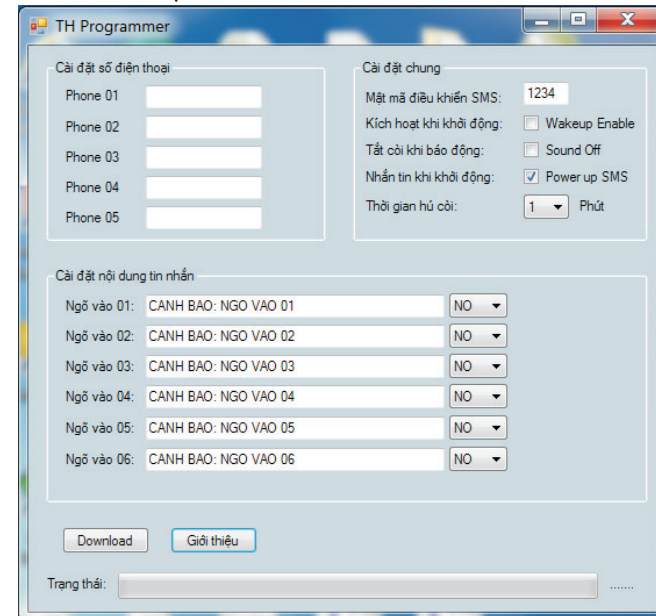 TH Programmer
Cài đặt số điện thoại
Phone 01
Phone 02
Phone 03
Phone 04
Phone 05
Cài đặt chung
Mật mã điều khiển SMS: 1234
Kích hoạt khi khởi động: Wakeup Enable
Tắt còi khi báo động: Sound Off
Nhắn tin khi khởi động: Power up SMS
Thời gian hú còi: 1 Phút
Cài đặt nội dung tin nhắn
Ngõ vào 01: CANH BAO: NGO VAO 01 NO
Ngõ vào 02: CANH BAO: NGO VAO 02 NO
Ngõ vào 03: CANH BAO: NGO VAO 03 NO
Ngõ vào 04: CANH BAO: NGO VAO 04 NO
Ngõ vào 05: CANH BAO: NGO VAO 05 NO
Ngõ vào 06: CANH BAO: NGO VAO 06 NO
Download Giới thiệu
Trạng thái: .......